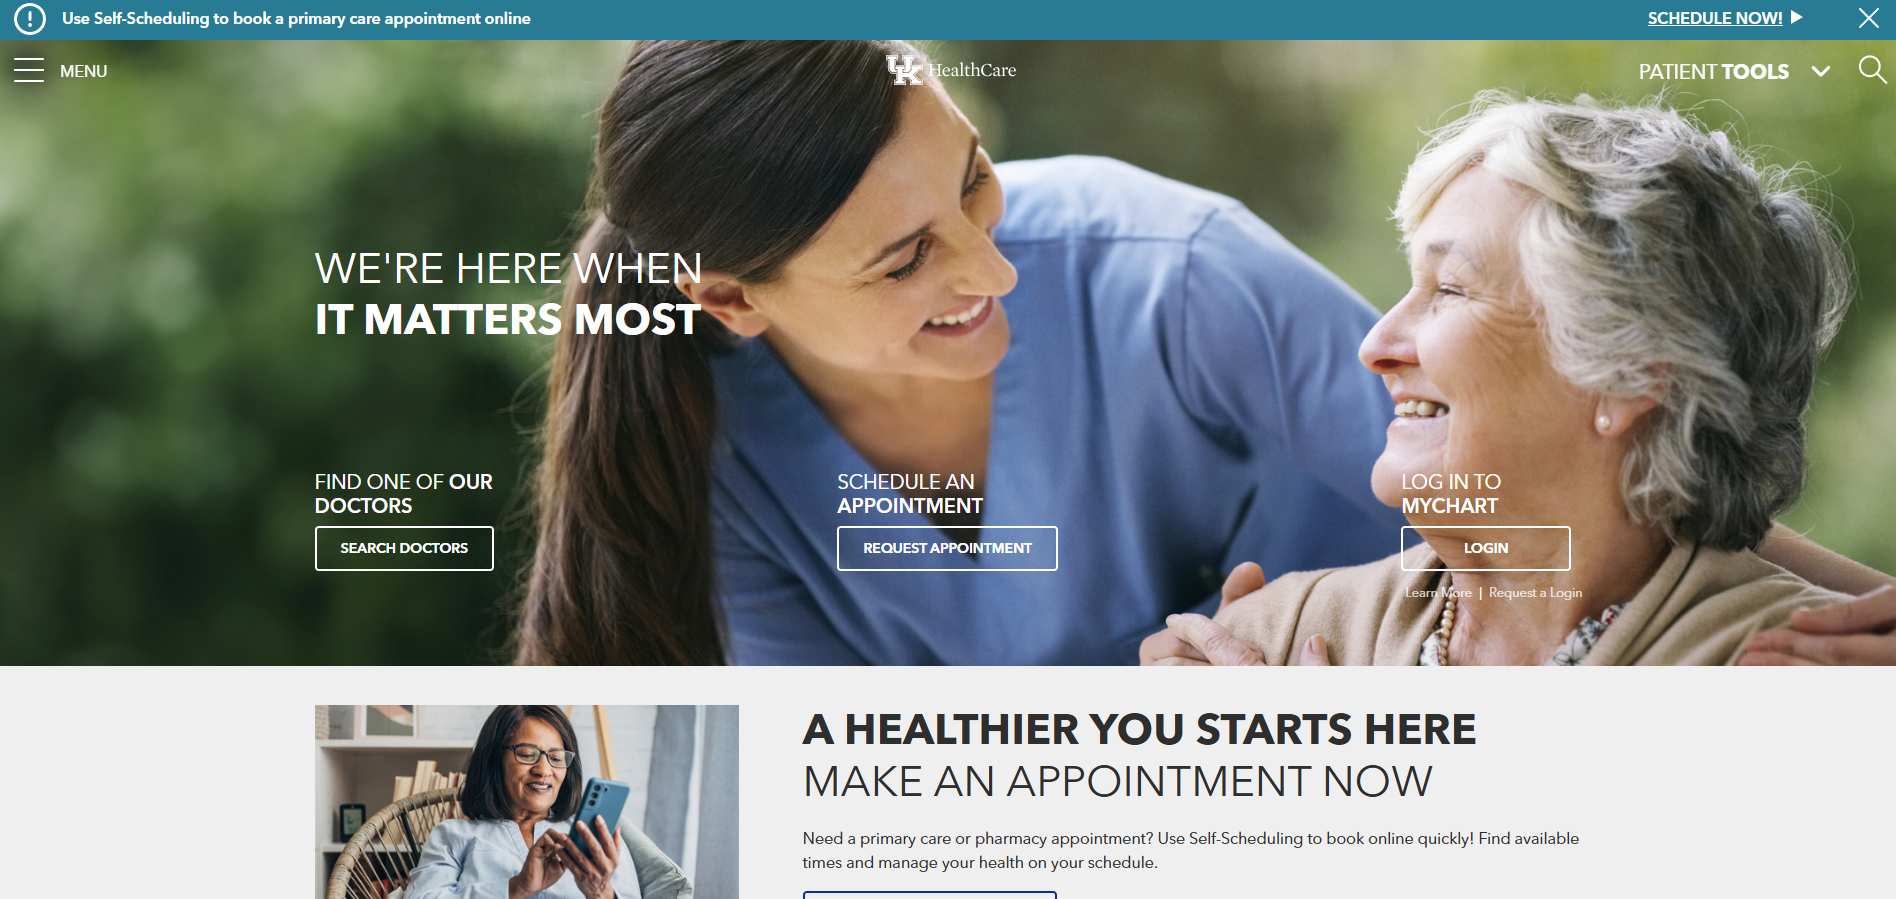 Use Self-Scheduling to book a primary care appointment online
SCHEDULE NOW!
MENU
UK HealthCare
PATIENT TOOLS
WE'RE HERE WHEN
IT MATTERS MOST
FIND ONE OF OUR
DOCTORS
SEARCH DOCTORS
SCHEDULE AN
APPOINTMENT
REQUEST APPOINTMENT
LOG IN TO
MYCHART
LOGIN
Learn More | Request a Login
A HEALTHIER YOU STARTS HERE
MAKE AN APPOINTMENT NOW
Need a primary care or pharmacy appointment? Use Self-Scheduling to book online quickly! Find available
times and manage your health on your schedule.